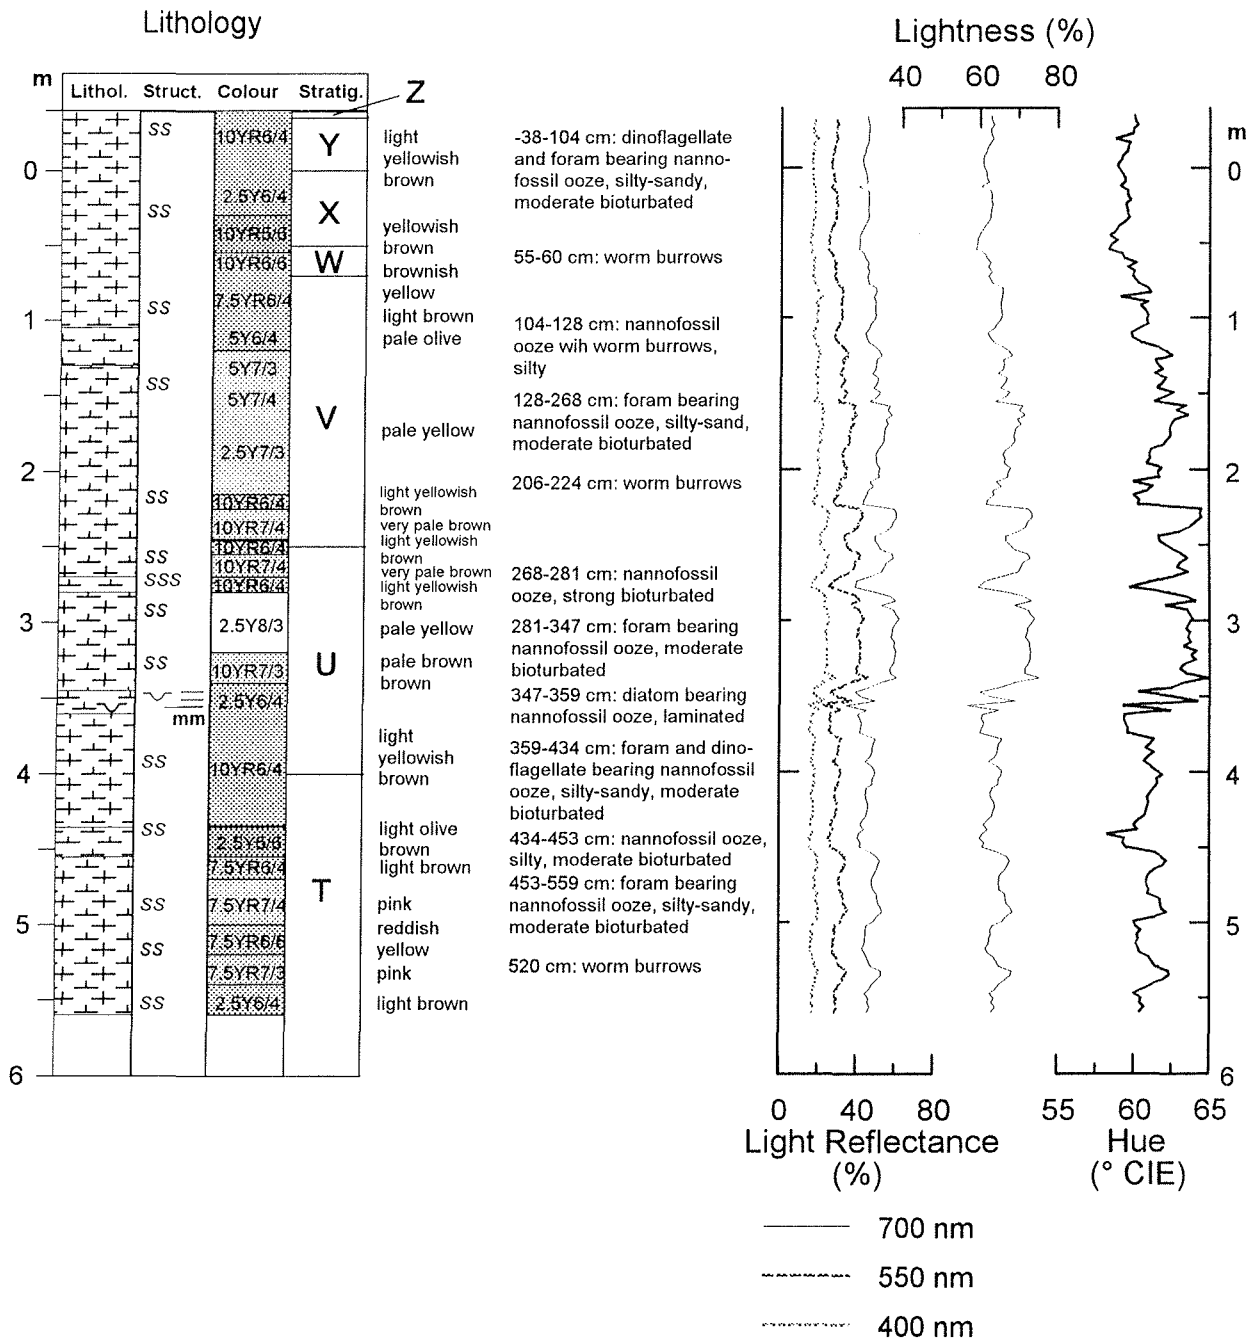 Lithology
Lightness (%)
40 60 80
m
Lithol. Struct. Colour Stratig.
Z
SS
10YR6/4
Y
light
yellowish
brown
-38-104 cm: dinoflagellate
and foram bearing nanno-
fossil ooze, silty-sandy,
moderate bioturbated
m
0
0
2.5Y6/4
SS
X
10YR5/6
yellowish
brown
W
10YR6/6
brownish
yellow
55-60 cm: worm burrows
7.5YR6/4
SS
light brown
1
1
5Y6/4
pale olive
104-128 cm: nannofossil
ooze wih worm burrows,
silty
5Y7/3
SS
5Y7/4
V
pale yellow
128-268 cm: foram bearing
nannofossil ooze, silty-sand,
moderate bioturbated
2.5Y7/3
2
2
SS
10YR6/4
light yellowish
brown
206-224 cm: worm burrows
10YR7/4
very pale brown
10YR6/4
light yellowish
brown
SS
10YR7/4
very pale brown
SSS
10YR6/4
light yellowish
brown
268-281 cm: nannofossil
ooze, strong bioturbated
SS
3
3
2.5Y8/3
pale yellow
281-347 cm: foram bearing
nannofossil ooze, moderate
bioturbated
SS
10YR7/3
U
pale brown
brown
2.5Y6/4
mm
347-359 cm: diatom bearing
nannofossil ooze, laminated
SS
10YR6/4
light
yellowish
brown
359-434 cm: foram and dino-
flagellate bearing nannofossil
ooze, silty-sandy, moderate
bioturbated
4
4
SS
2.5Y5/6
light olive
brown
434-453 cm: nannofossil ooze,
silty, moderate bioturbated
7.5YR6/4
light brown
SS
7.5YR7/4
T
pink
453-559 cm: foram bearing
nannofossil ooze, silty-sandy,
moderate bioturbated
5
5
SS
7.5YR6/6
reddish
yellow
7.5YR7/3
pink
520 cm: worm burrows
SS
2.5Y6/4
light brown
6
6
0 40 80
55 60 65
Light Reflectance
(%)
Hue
(° CIE)
700 nm
550 nm
400 nm